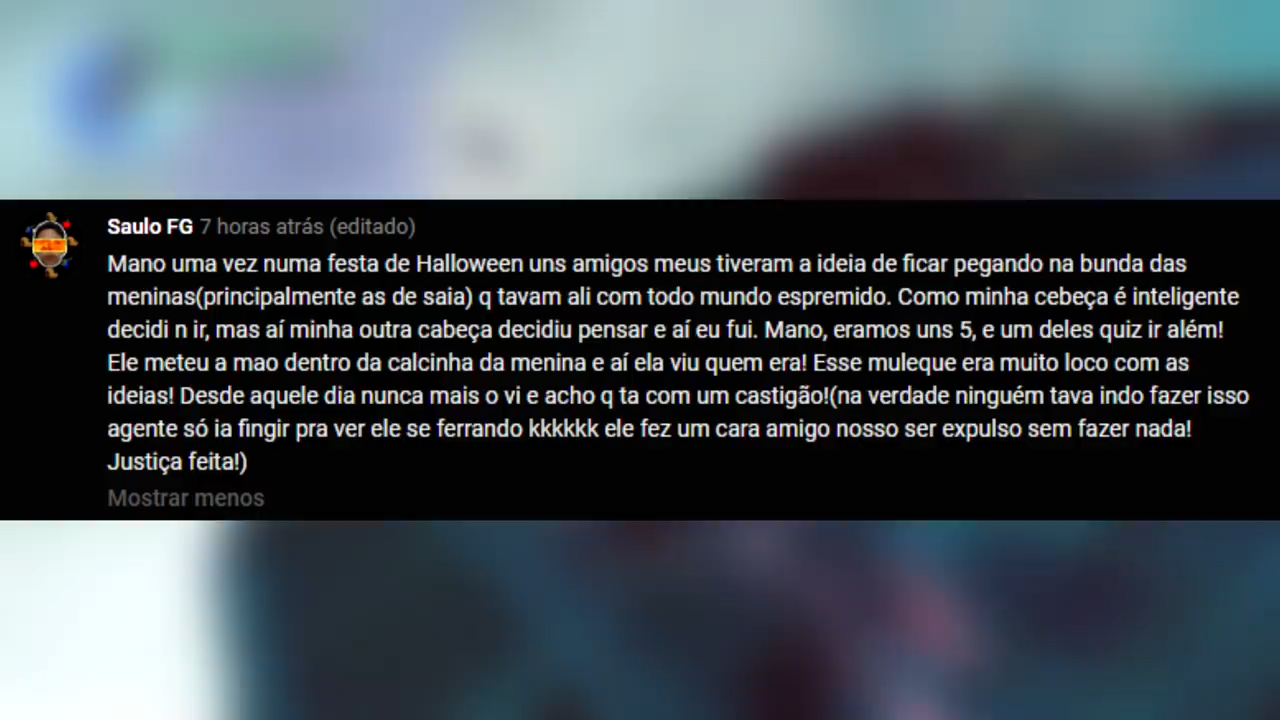 Saulo FG 7 horas atrás (editado)
Mano uma vez numa festa de Halloween uns amigos meus tiveram a ideia de ficar pegando na bunda das
meninas(principalmente as de saia) q tavam ali com todo mundo espremido. Como minha cebeça é inteligente
decidi n ir, mas aí minha outra cabeça decidiu pensar e aí eu fui. Mano, eramos uns 5, e um deles quiz ir além!
Ele meteu a mao dentro da calcinha da menina e aí ela viu quem era! Esse muleque era muito loco com as
ideias! Desde aquele dia nunca mais o vi e acho q ta com um castigão!(na verdade ninguém tava indo fazer isso
agente só ia fingir pra ver ele se ferrando kkkkkk ele fez um cara amigo nosso ser expulso sem fazer nada!
Justiça feita!)
Mostrar menos